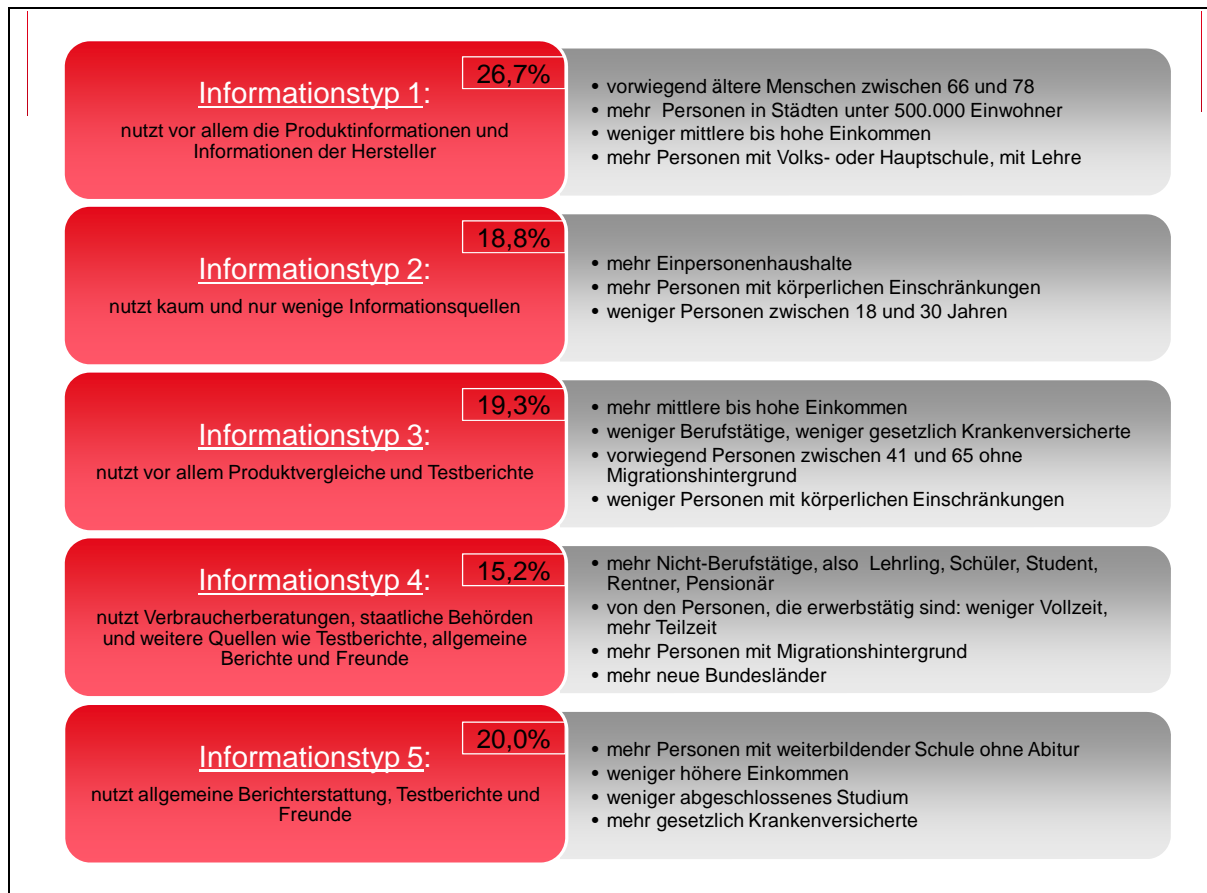 26,7%
Informationstyp 1:
nutzt vor allem die Produktinformationen und
Informationen der Hersteller
• vorwiegend ältere Menschen zwischen 66 und 78
• mehr Personen in Städten unter 500.000 Einwohner
• weniger mittlere bis hohe Einkommen
• mehr Personen mit Volks- oder Hauptschule, mit Lehre
18,8%
Informationstyp 2:
nutzt kaum und nur wenige Informationsquellen
• mehr Einpersonenhaushalte
• mehr Personen mit körperlichen Einschränkungen
• weniger Personen zwischen 18 und 30 Jahren
19,3%
Informationstyp 3:
nutzt vor allem Produktvergleiche und Testberichte
• mehr mittlere bis hohe Einkommen
• weniger Berufstätige, weniger gesetzlich Krankenversicherte
• vorwiegend Personen zwischen 41 und 65 ohne
Migrationshintergrund
• weniger Personen mit körperlichen Einschränkungen
15,2%
Informationstyp 4:
nutzt Verbraucherberatungen, staatliche Behörden
und weitere Quellen wie Testberichte, allgemeine
Berichte und Freunde
• mehr Nicht-Berufstätige, also Lehrling, Schüler, Student,
Rentner, Pensionär
• von den Personen, die erwerbstätig sind: weniger Vollzeit,
mehr Teilzeit
• mehr Personen mit Migrationshintergrund
• mehr neue Bundesländer
20,0%
Informationstyp 5:
nutzt allgemeine Berichterstattung, Testberichte und
Freunde
• mehr Personen mit weiterbildender Schule ohne Abitur
• weniger höhere Einkommen
• weniger abgeschlossenes Studium
• mehr gesetzlich Krankenversicherte